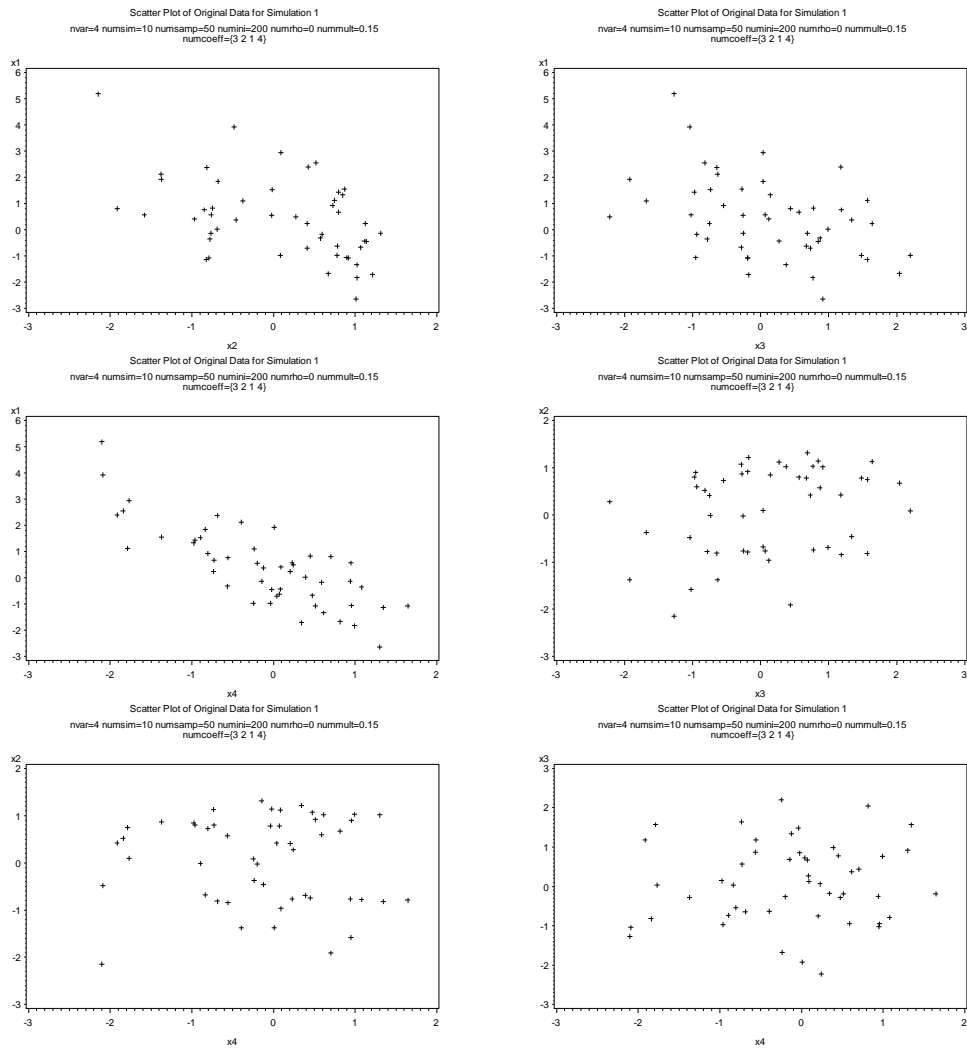 Scatter Plot of Original Data for Simulation 1
nvar=4 numsim=10 numsamp=50 numini=200 numrho=0 nummult=0.15
numcoeff={3 2 1 4}
x1
6
5
4
3
2
1
0
-1
-2
-3
-3 -2 -1 0 1 2
x2
Scatter Plot of Original Data for Simulation 1
nvar=4 numsim=10 numsamp=50 numini=200 numrho=0 nummult=0.15
numcoeff={3 2 1 4}
x1
6
5
4
3
2
1
0
-1
-2
-3
-3 -2 -1 0 1 2 3
x3
Scatter Plot of Original Data for Simulation 1
nvar=4 numsim=10 numsamp=50 numini=200 numrho=0 nummult=0.15
numcoeff={3 2 1 4}
x1
6
5
4
3
2
1
0
-1
-2
-3
-3 -2 -1 0 1 2
x4
Scatter Plot of Original Data for Simulation 1
nvar=4 numsim=10 numsamp=50 numini=200 numrho=0 nummult=0.15
numcoeff={3 2 1 4}
x2
2
1
0
-1
-2
-3
-3 -2 -1 0 1 2 3
x3
Scatter Plot of Original Data for Simulation 1
nvar=4 numsim=10 numsamp=50 numini=200 numrho=0 nummult=0.15
numcoeff={3 2 1 4}
x2
2
1
0
-1
-2
-3
-3 -2 -1 0 1 2
x4
Scatter Plot of Original Data for Simulation 1
nvar=4 numsim=10 numsamp=50 numini=200 numrho=0 nummult=0.15
numcoeff={3 2 1 4}
x3
3
2
1
0
-1
-2
-3
-3 -2 -1 0 1 2
x4